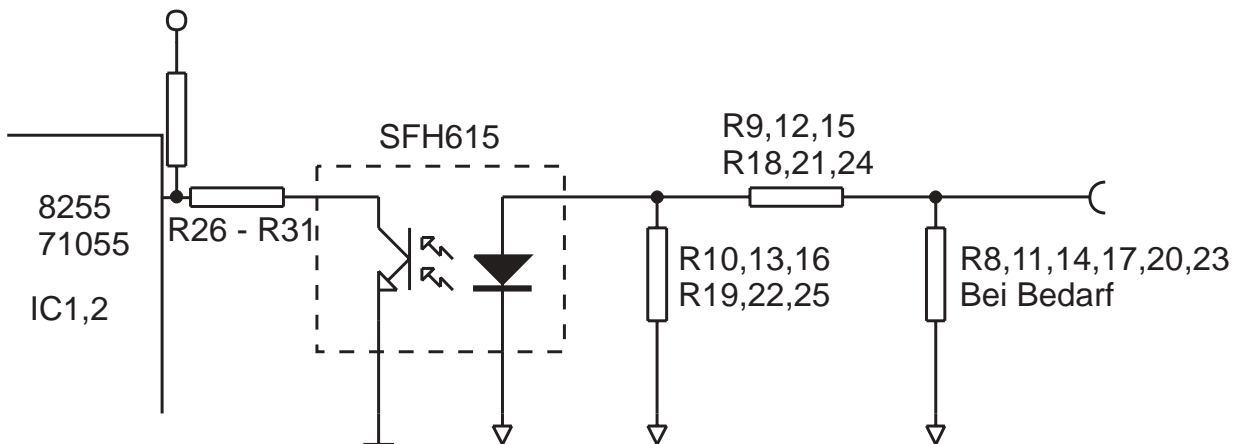 SFH615
R9,12,15
R18,21,24
8255
71055
R26 - R31
R10,13,16
R19,22,25
R8,11,14,17,20,23
Bei Bedarf
IC1,2